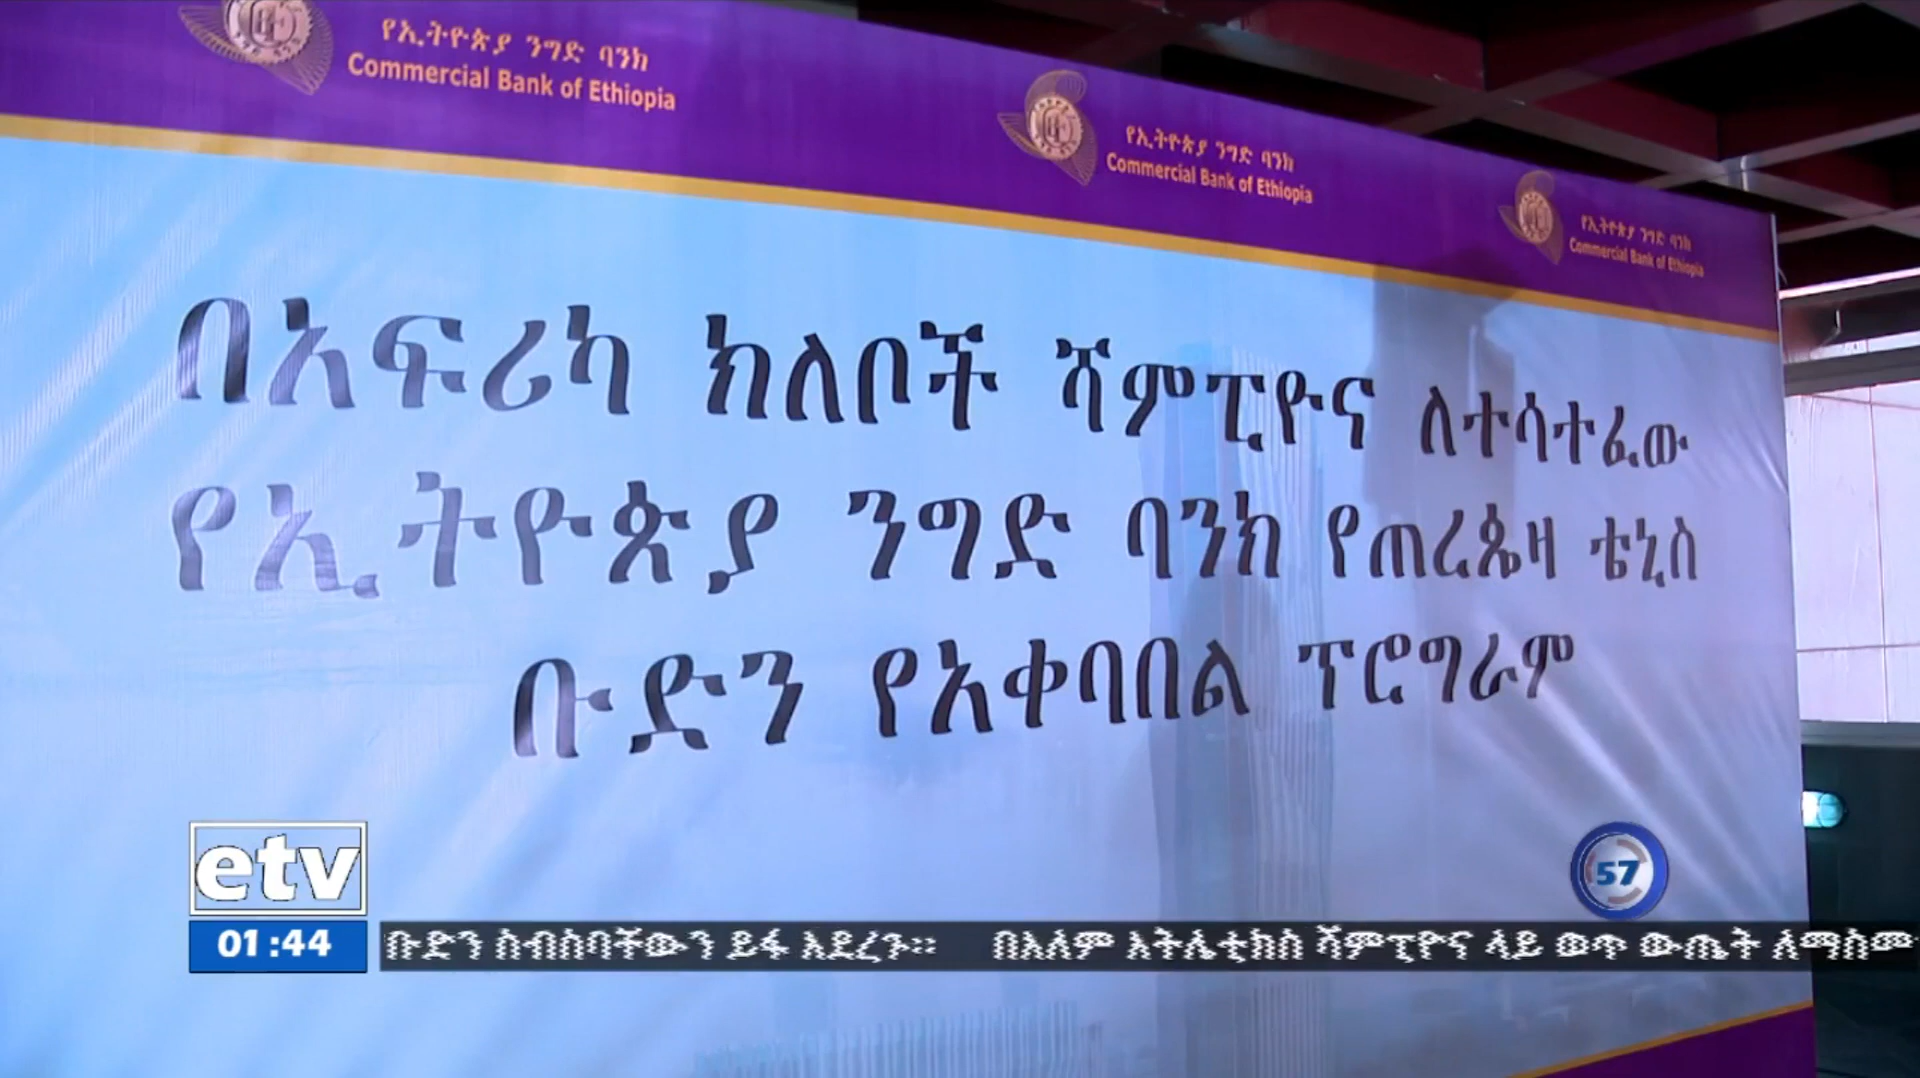 የኢትዮጵያ ንግድ ባንክ
Commercial Bank of Ethiopia
የኢትዮጵያ ንግድ ባንክ
Commercial Bank of Ethiopia
የኢትዮጵያ ንግድ ባንክ
Commercial Bank of Ethiopia
በአፍሪካ ክለቦች ሻምፒዮና ለተሳተፈው
የኢትዮጵያ ንግድ ባንክ የጠረጴዛ ቴኒስ
ቡድን የአቀባበል ፕሮግራም
etv
57
01:44
ቡድን ስብስባቸውን ይፋ አደረጉ። በአለም አትሌቲክስ ሻምፒዮና ላይ ወጥ ውጤት ለማስመ